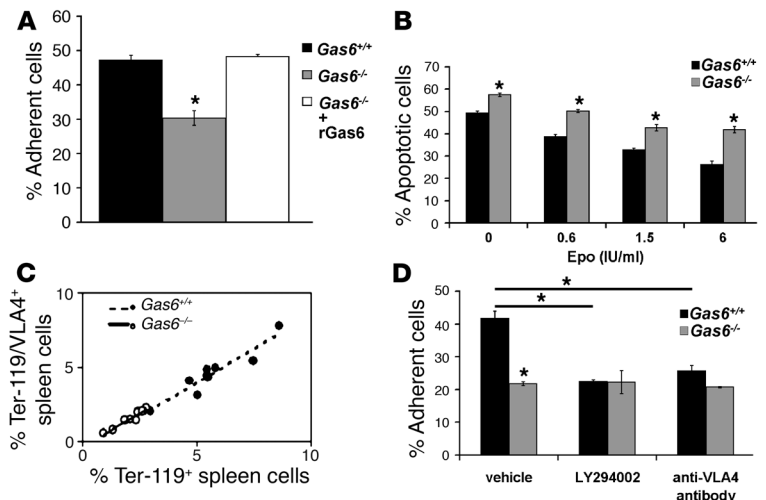 A
% Adherent cells
60
50
40
30
20
10
0
*
Gas6+/+
Gas6-/-
Gas6-/-
+
rGas6
B
% Apoptotic cells
70
60
50
40
30
20
10
0
* * * *
Gas6+/+
Gas6-/-
0 0.6 1.5 6
Epo (IU/ml)
C
% Ter-119/VLA4+
spleen cells
10
5
0
Gas6+/+
Gas6-/-
0 5 10
% Ter-119+ spleen cells
D
% Adherent cells
50
40
30
20
10
0
*
*
*
Gas6+/+
Gas6-/-
vehicle LY294002 anti-VLA4
antibody